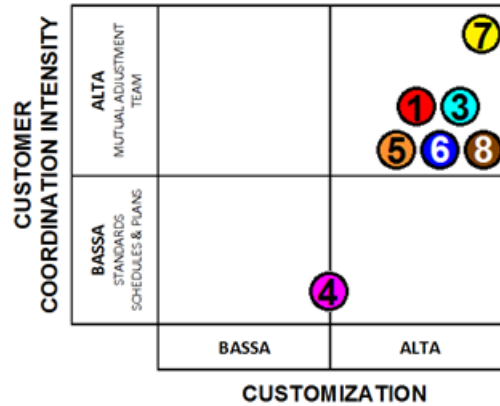 CUSTOMER
COORDINATION INTENSITY
ALTA
MUTUAL ADJUSTMENT
TEAM
BASSA
STANDARDS
SCHEDULES & PLANS
7
1 3
5 6 8
4
BASSA ALTA
CUSTOMIZATION